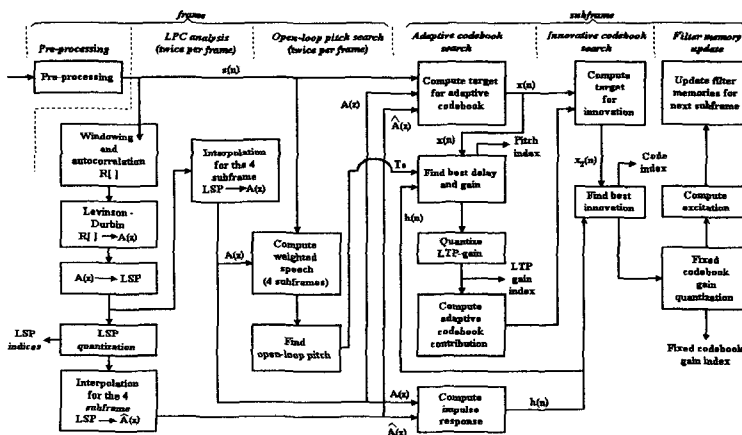 frame
subframe
Pre-processing
LPC analysis
(twice per frame)
Open-loop pitch search
(twice per frame)
Adaptive codebook
search
Innovative codebook
search
Filter memory
update
Pre-processing
s(n)
Windowing
and
autocorrelation
R[ ]
Levinson -
Durbin
R[ ] → A(z)
A(z) → LSP
LSP
quantization
LSP
indices
Interpolation
for the 4
subframe
LSP → Â(z)
Interpolation
for the 4
subframe
LSP → A(z)
A(z)
Compute
weighted
speech
(4 subframes)
Find
open-loop pitch
A(z)
Â(z)
Compute target
for adaptive
codebook
x(n)
x(n)
Pitch
index
To
Find best delay
and gain
h(n)
Quantize
LTP-gain
LTP
gain
index
Compute
adaptive
codebook
contribution
A(z)
Â(z)
Compute
impulse
response
h(n)
Compute
target for
innovation
x₂(n)
Code
index
Find best
innovation
Update filter
memories for
next subframe
Compute
excitation
Fixed
codebook
gain
quantization
Fixed codebook
gain index